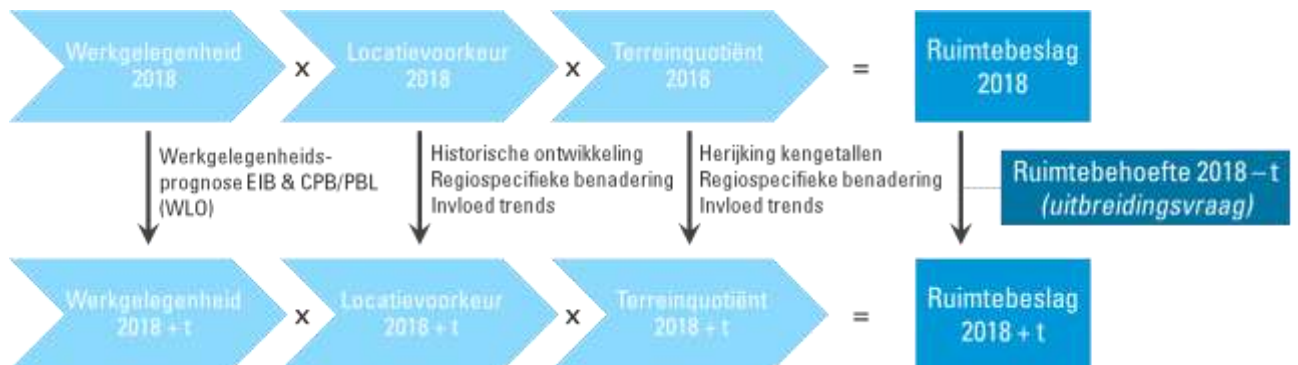 Werkgelegenheid
2018
x
Locatievoorkeur
2018
x
Terreinquotiënt
2018
=
Ruimtebeslag
2018
Werkgelegenheids-
prognose EIB & CPB/PBL
(WLO)
Historische ontwikkeling
Regiospecifieke benadering
Invloed trends
Herijking kengetallen
Regiospecifieke benadering
Invloed trends
Ruimtebehoefte 2018 – t
(uitbreidingsvraag)
Werkgelegenheid
2018 + t
x
Locatievoorkeur
2018 + t
x
Terreinquotiënt
2018 + t
=
Ruimtebeslag
2018 + t